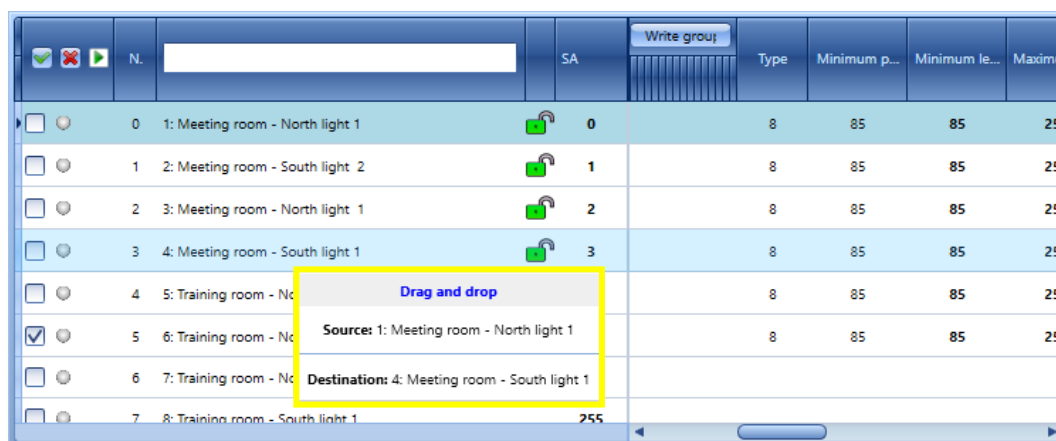 N. SA Write group Type Minimum p... Minimum le... Maxim
0 1: Meeting room - North light 1 0 8 85 85 25
1 2: Meeting room - South light 2 1 8 85 85 25
2 3: Meeting room - North light 1 2 8 85 85 25
3 4: Meeting room - South light 1 3 8 85 85 25
4 5: Training room - No 8 85 85 25
5 6: Training room - No 8 85 85 25
6 7: Training room - No
7 8: Training room - South light 1 255
Drag and drop
Source: 1: Meeting room - North light 1
Destination: 4: Meeting room - South light 1